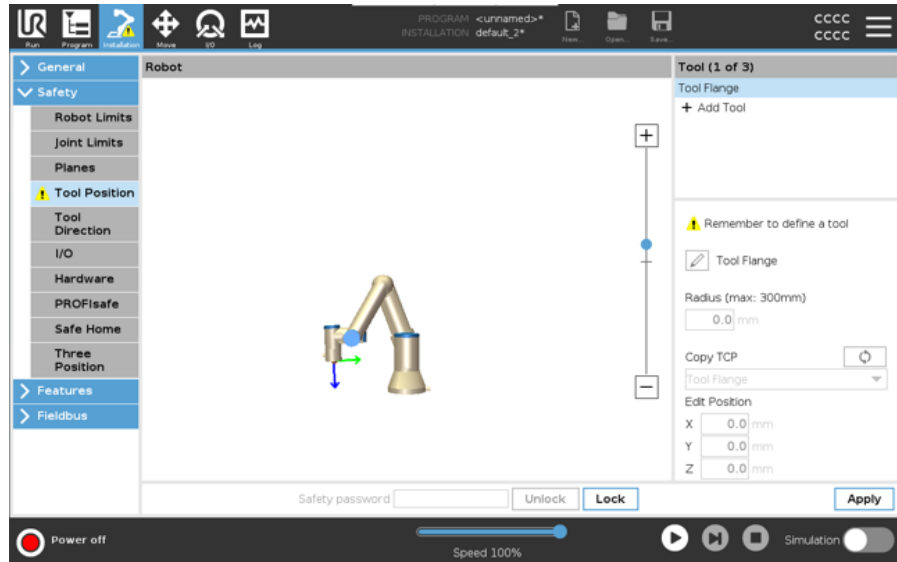 PROGRAM <unnamed>*
INSTALLATION default_2*
CCCC
CCCC
Run Program Installation Move I/O Log New... Open... Save...
General
Safety
Robot Limits
Joint Limits
Planes
Tool Position
Tool
Direction
I/O
Hardware
PROFIsafe
Safe Home
Three
Position
Features
Fieldbus
Robot
Tool (1 of 3)
Tool Flange
+ Add Tool
Remember to define a tool
Tool Flange
Radius (max: 300mm)
0.0 mm
Copy TCP
Tool Flange
Edit Position
X 0.0 mm
Y 0.0 mm
Z 0.0 mm
Safety password Unlock Lock
Apply
Power off
Speed 100%
Simulation